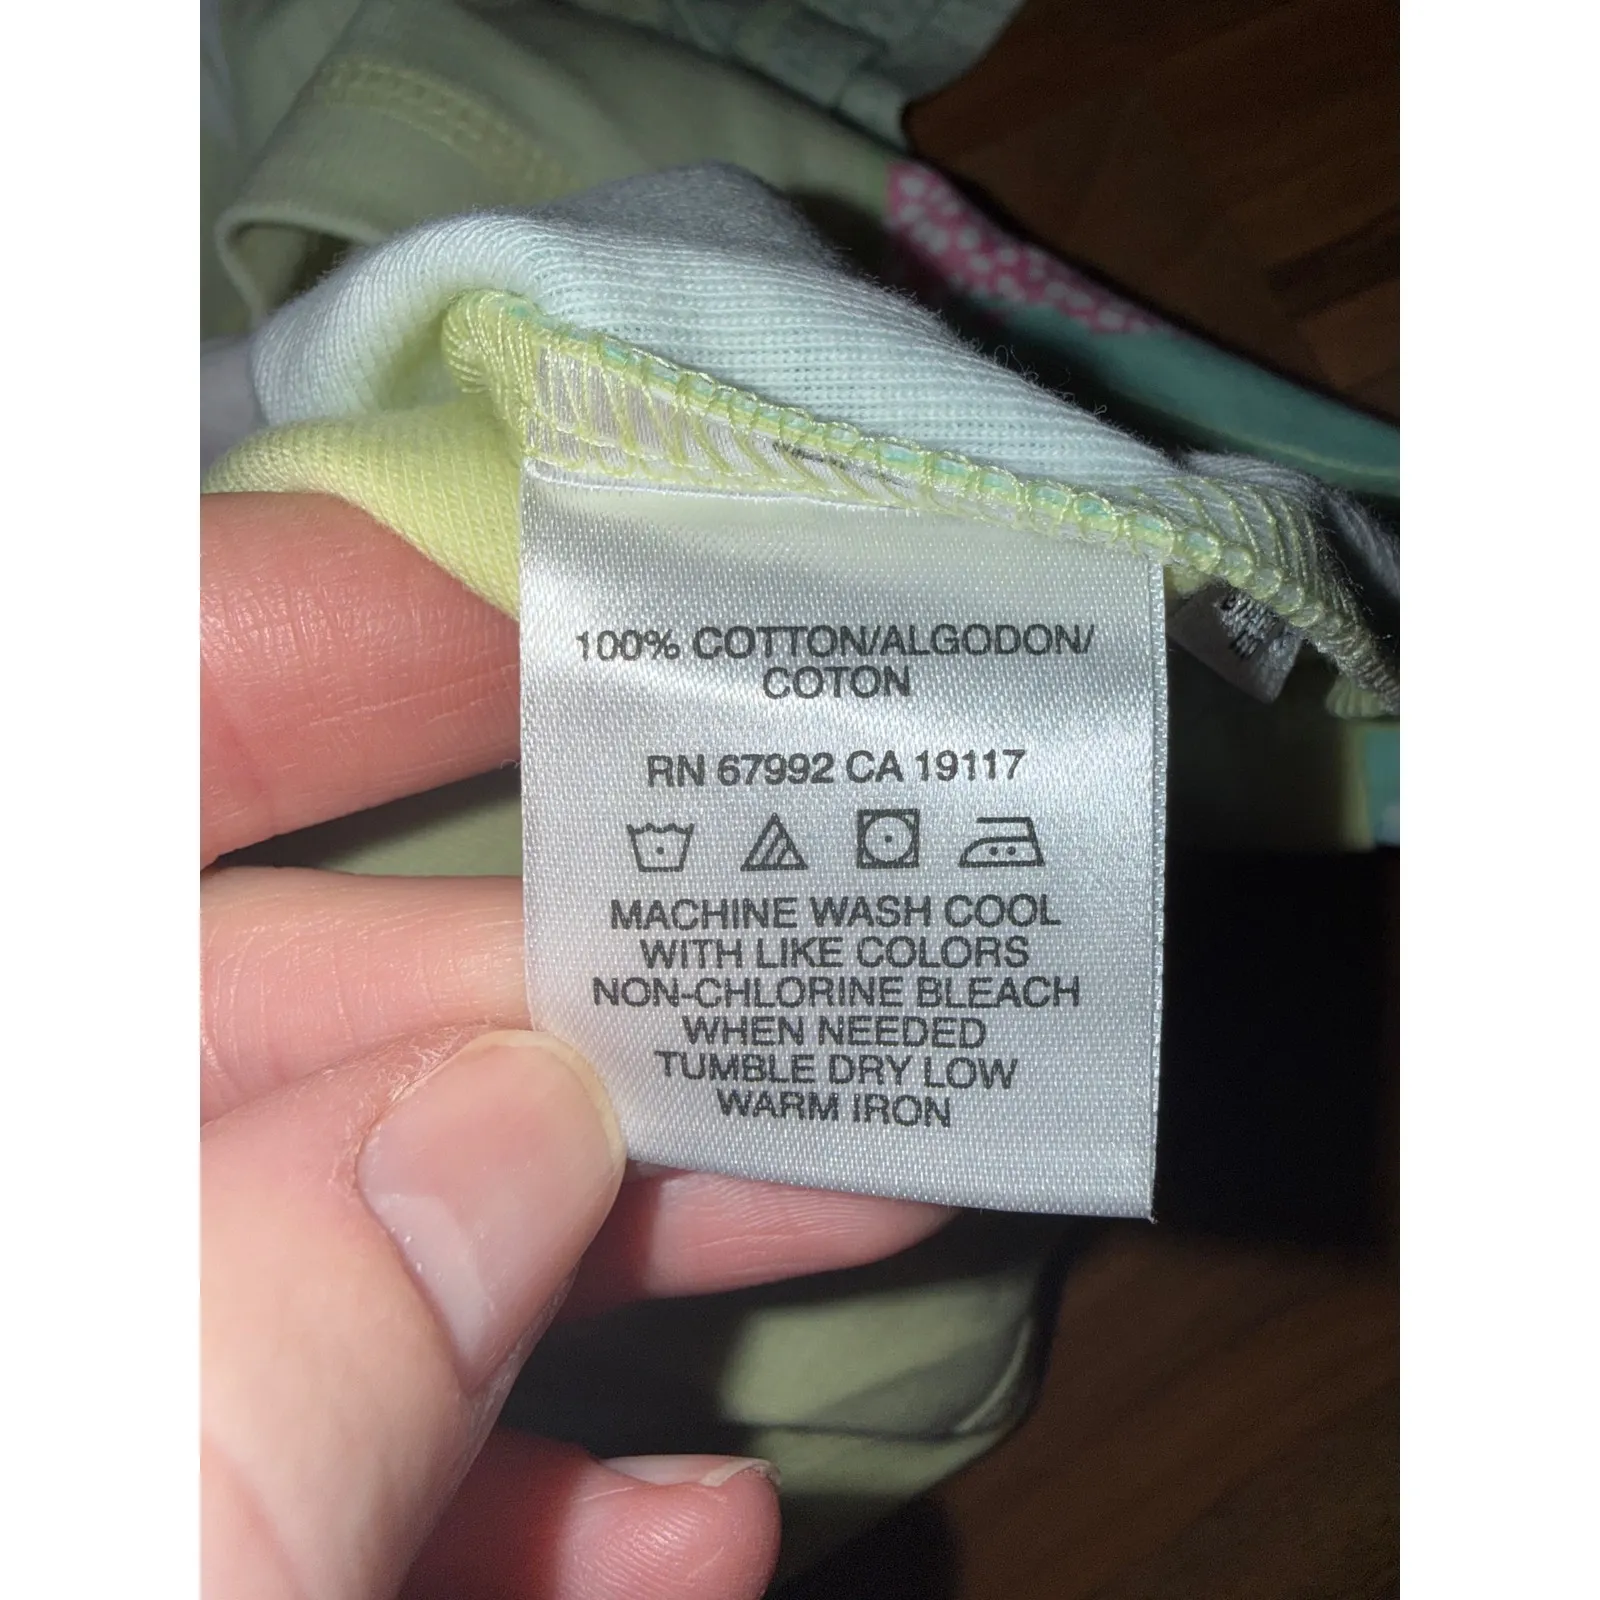 100% COTTON/ALGODON/
COTON
RN 67992 CA 19117
MACHINE WASH COOL
WITH LIKE COLORS
NON-CHLORINE BLEACH
WHEN NEEDED
TUMBLE DRY LOW
WARM IRON